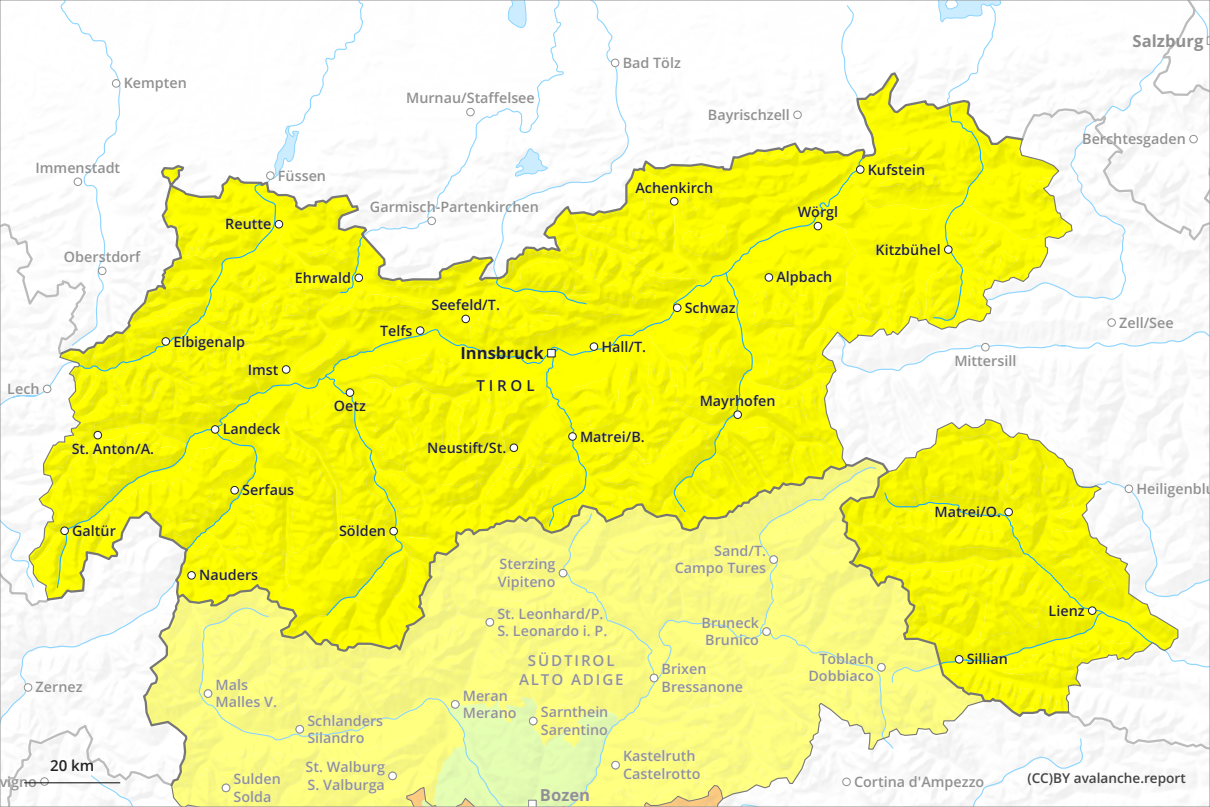 Salzburg
Bad Tölz
Kempten
Murnau/Staffelsee
Bayrischzell
Berchtesgaden
Immenstadt
Füssen
Kufstein
Achenkirch
Garmisch-Partenkirchen
Wörgl
Reutte
Kitzbühel
Oberstdorf
Ehrwald
Alpbach
Seefeld/T.
Schwaz
Zell/See
Telfs
Elbigenalp
Innsbruck
Hall/T.
Mittersill
Imst
TIROL
Lech
Mayrhofen
Oetz
Landeck
Matrei/B.
St. Anton/A.
Neustift/St.
Serfaus
Heiligenblu
Matrei/O.
Galtür
Sölden
Sand/T.
Campo Tures
Sterzing
Vipiteno
Nauders
Lienz
St. Leonhard/P.
S. Leonardo i. P.
Bruneck
Brunico
Sillian
SÜDTIROL
ALTO ADIGE
Toblach
Dobbiaco
Brixen
Bressanone
Zernez
Mals
Malles V.
Meran
Merano
Sarnthein
Sarentino
Schlanders
Silandro
Kastelruth
Castelrotto
20 km
St. Walburg
S. Valburga
vigno
Sulden
Solda
Cortina d'Ampezzo
(CC)BY avalanche.report
Bozen